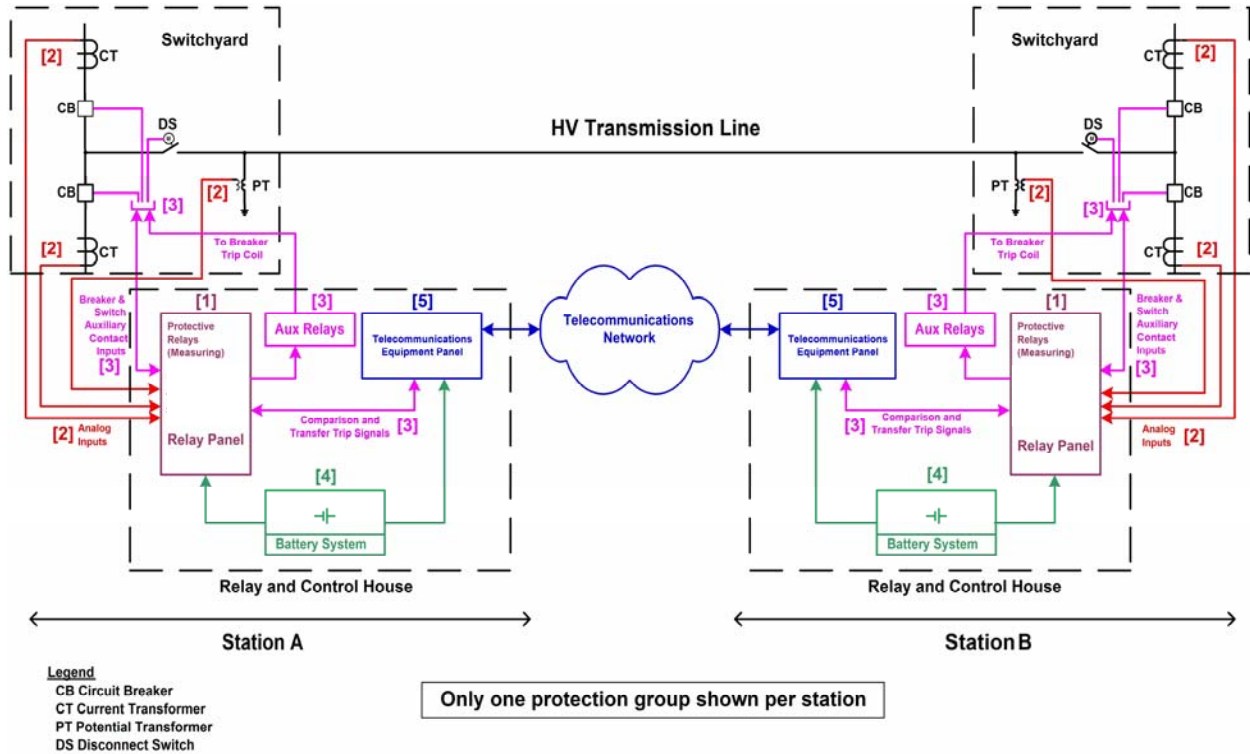 Switchyard
[2]
CT
CB
DS
CB
[2]
PT
[3]
[2]
CT
To Breaker
Trip Coil
HV Transmission Line
Switchyard
CT
[2]
CB
DS
PT
[2]
CB
[3]
CT
[2]
To Breaker
Trip Coil
Breaker &
Switch
Auxiliary
Contact
Inputs
[3]
[2]
Analog
Inputs
[1]
Protective
Relays
(Measuring)
Relay Panel
[3]
Aux Relays
[5]
Telecommunications
Equipment Panel
Comparison and
Transfer Trip Signals
[3]
[4]
Battery System
Relay and Control House
Telecommunications
Network
[5]
Telecommunications
Equipment Panel
[3]
Aux Relays
[1]
Protective
Relays
(Measuring)
Relay Panel
Breaker &
Switch
Auxiliary
Contact
Inputs
[3]
Analog
Inputs
[2]
Comparison and
Transfer Trip Signals
[3]
[4]
Battery System
Relay and Control House
Station A
Station B
Legend
CB Circuit Breaker
CT Current Transformer
PT Potential Transformer
DS Disconnect Switch
Only one protection group shown per station